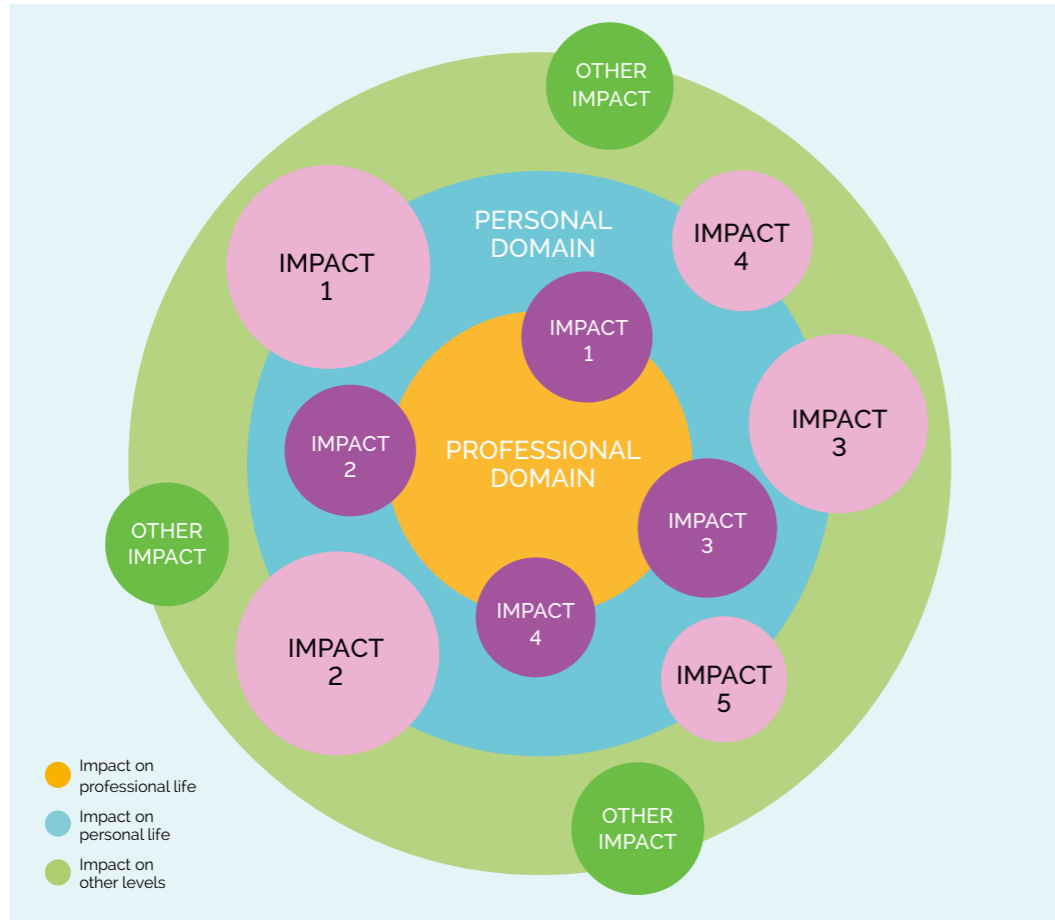 OTHER
IMPACT
PERSONAL
DOMAIN
IMPACT
4
IMPACT
1
IMPACT
1
IMPACT
3
IMPACT
2
PROFESSIONAL
DOMAIN
IMPACT
3
OTHER
IMPACT
IMPACT
4
IMPACT
2
IMPACT
5
OTHER
IMPACT
Impact on
professional life
Impact on
personal life
Impact on
other levels